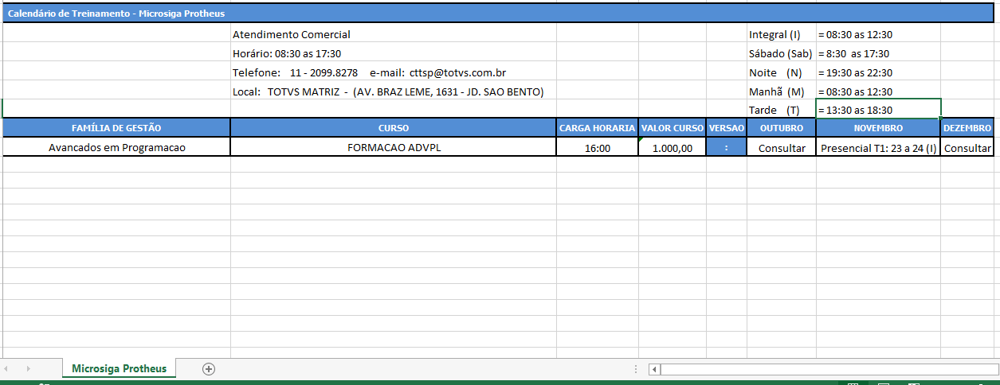 Calendário de Treinamento - Microsiga Protheus
Atendimento Comercial Integral (I) = 08:30 as 12:30
Horário: 08:30 as 17:30 Sábado (Sab) = 8:30 as 17:30
Telefone: 11 - 2099.8278 e-mail: cttsp@totvs.com.br Noite (N) = 19:30 as 22:30
Local: TOTVS MATRIZ - (AV. BRAZ LEME, 1631 - JD. SAO BENTO) Manhã (M) = 08:30 as 12:30
Tarde (T) = 13:30 as 18:30
FAMÍLIA DE GESTÃO CURSO CARGA HORARIA VALOR CURSO VERSAO OUTUBRO NOVEMBRO DEZEMBRO
Avancados em Programacao FORMACAO ADVPL 16:00 1.000,00 : Consultar Presencial T1: 23 a 24 (I) Consultar
Microsiga Protheus